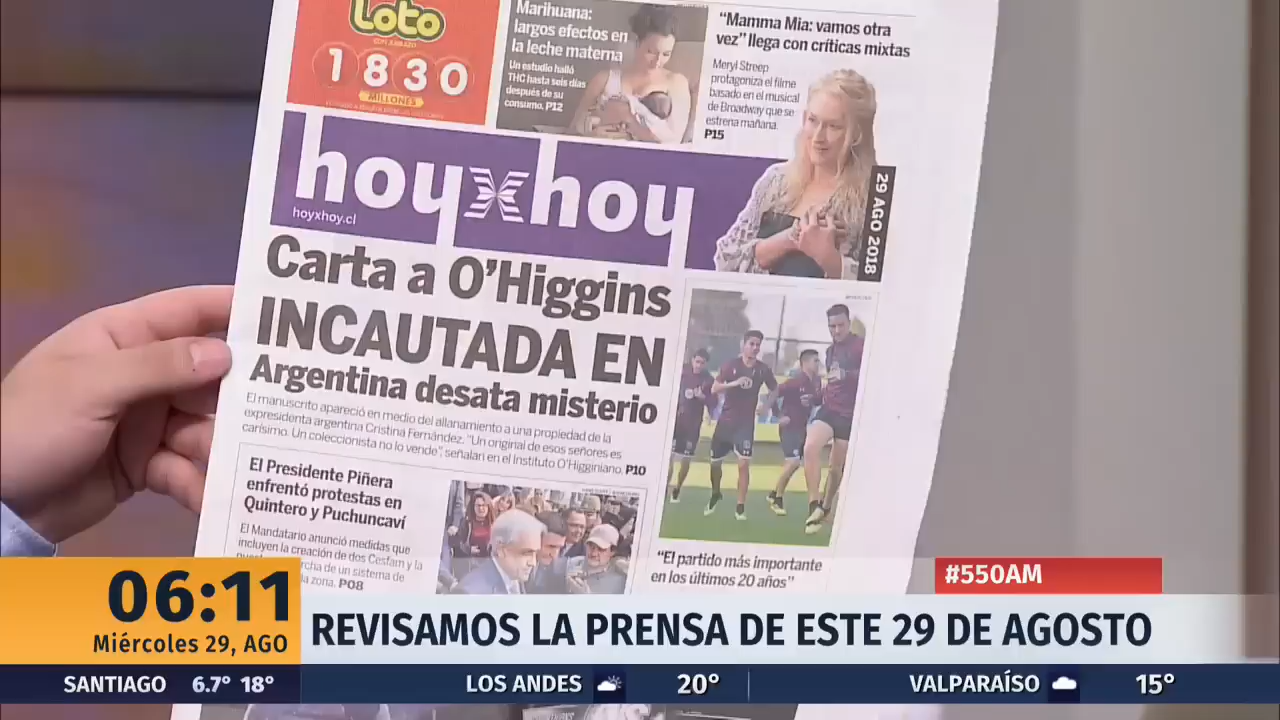 Loto
1830
MILLONES
Marihuana:
largos efectos en
la leche materna
Un estudio halló
THC hasta seis días
después de su
consumo. P12
“Mamma Mia: vamos otra
vez” llega con críticas mixtas
Meryl Streep
protagoniza el filme
basado en el musical
de Broadway que se
estrena mañana.
P15
hoyxhoy
hoyxhoy.cl
29 AGO 2018
Carta a O’Higgins
INCAUTADA EN
Argentina desata misterio
El manuscrito apareció en medio del allanamiento a una propiedad de la
expresidenta argentina Cristina Fernández. “Un original de esos señores es
carísimo. Un coleccionista no lo vende”, señalan en el Instituto O’Higginiano. P10
El Presidente Piñera
enfrentó protestas en
Quintero y Puchuncaví
El Mandatario anunció medidas que
incluyen la creación de dos Cesfam y la
rcha de un sistema de
la zona. P08
“El partido más importante
en los últimos 20 años”
#550AM
06:11
Miércoles 29, AGO
REVISAMOS LA PRENSA DE ESTE 29 DE AGOSTO
SANTIAGO 6.7° 18° LOS ANDES 20° VALPARAÍSO 15°